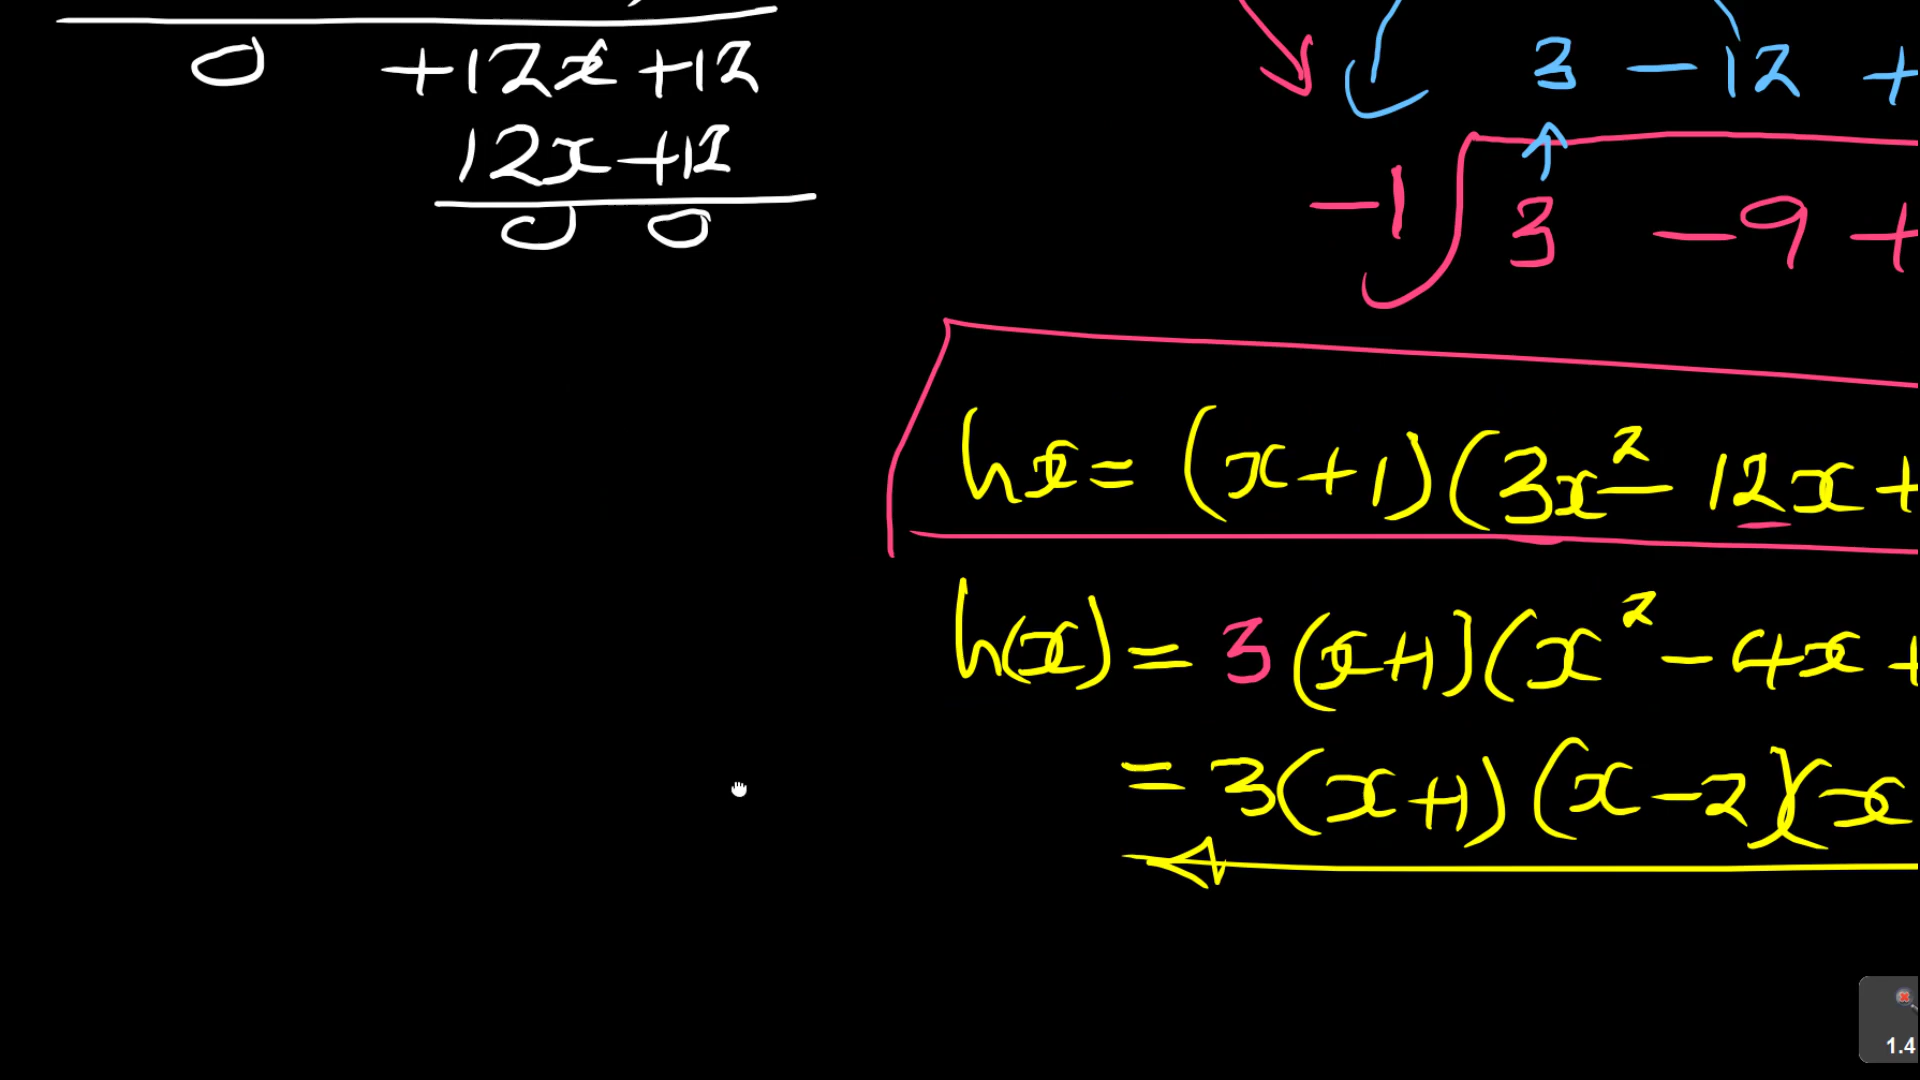 0 +12x +12
12x +12
0 0
3 - 12 +
-1 3 - 9 +
hx = (x+1)(3x² - 12x +
h(x) = 3(x+1)(x² - 4x +
= 3(x+1)(x-2)(x
1.4